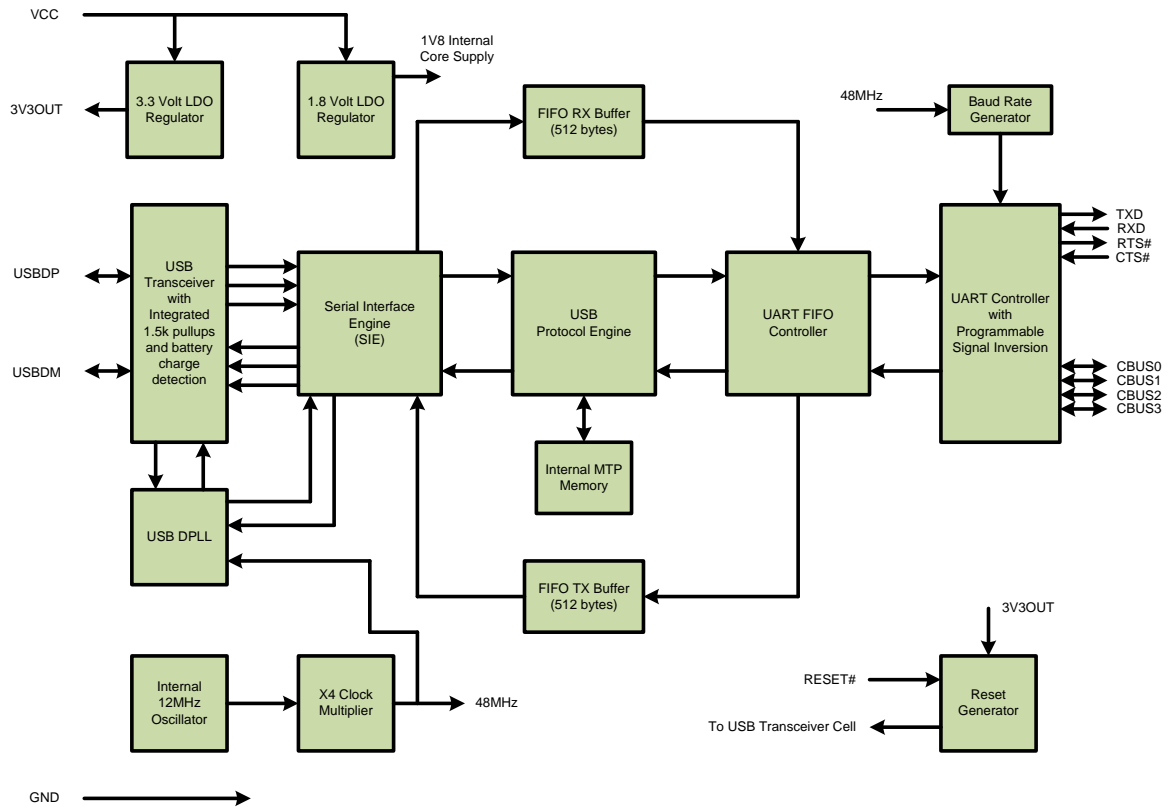 VCC
1V8 Internal
Core Supply
3V3OUT
3.3 Volt LDO
Regulator
1.8 Volt LDO
Regulator
FIFO RX Buffer
(512 bytes)
48MHz
Baud Rate
Generator
USBDP
USBDM
USB
Transceiver
with
Integrated
1.5k pullups
and battery
charge
detection
Serial Interface
Engine
(SIE)
USB
Protocol Engine
UART FIFO
Controller
UART Controller
with
Programmable
Signal Inversion
TXD
RXD
RTS#
CTS#
CBUS0
CBUS1
CBUS2
CBUS3
Internal MTP
Memory
USB DPLL
FIFO TX Buffer
(512 bytes)
3V3OUT
Internal
12MHz
Oscillator
X4 Clock
Multiplier
48MHz
RESET#
To USB Transceiver Cell
Reset
Generator
GND